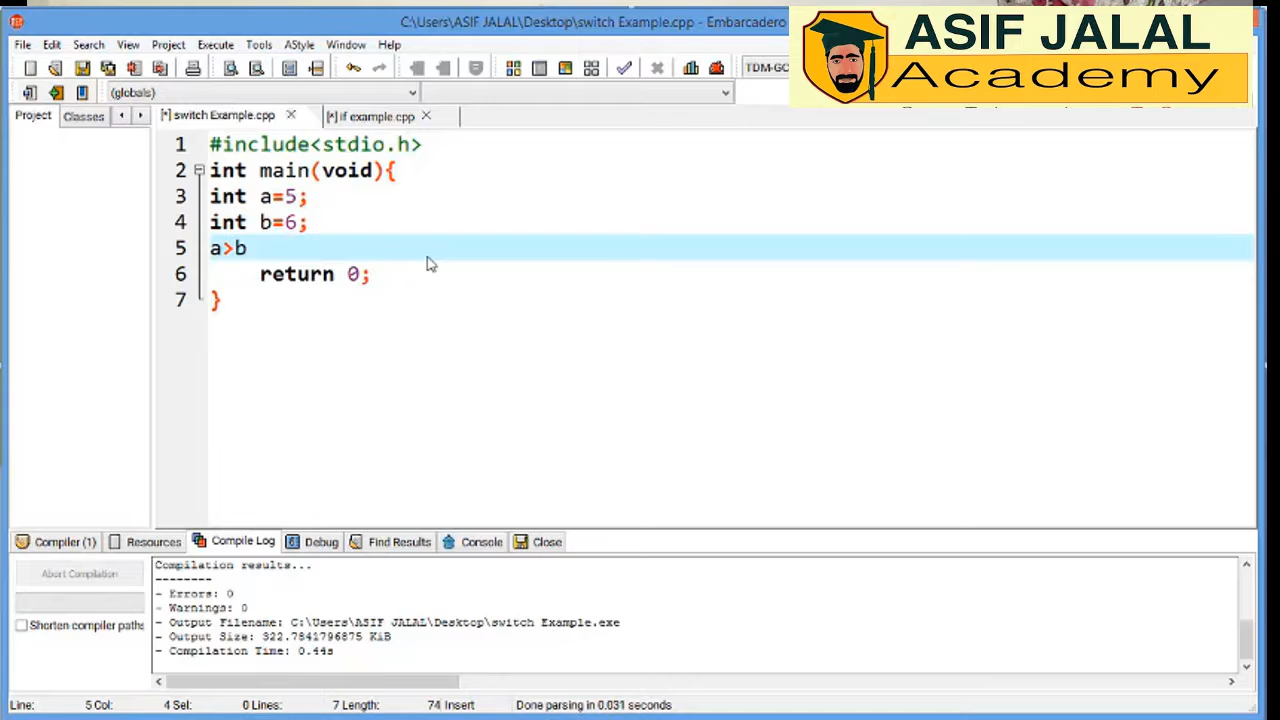 C:\Users\ASIF JALAL\Desktop\switch Example.cpp - Embarcadero
ASIF JALAL
Academy
File Edit Search View Project Execute Tools AStyle Window Help
TDM-GC
(globals)
Project Classes [*] switch Example.cpp [*] if example.cpp
1 #include<stdio.h>
2 int main(void){
3 int a=5;
4 int b=6;
5 a>b
6 return 0;
7 }
Compiler (1) Resources Compile Log Debug Find Results Console Close
Abort Compilation
Shorten compiler paths
Compilation results...
--------
- Errors: 0
- Warnings: 0
- Output Filename: C:\Users\ASIF JALAL\Desktop\switch Example.exe
- Output Size: 322.7841796875 KiB
- Compilation Time: 0.44s
Line: 5 Col: 4 Sel: 0 Lines: 7 Length: 74 Insert Done parsing in 0.031 seconds